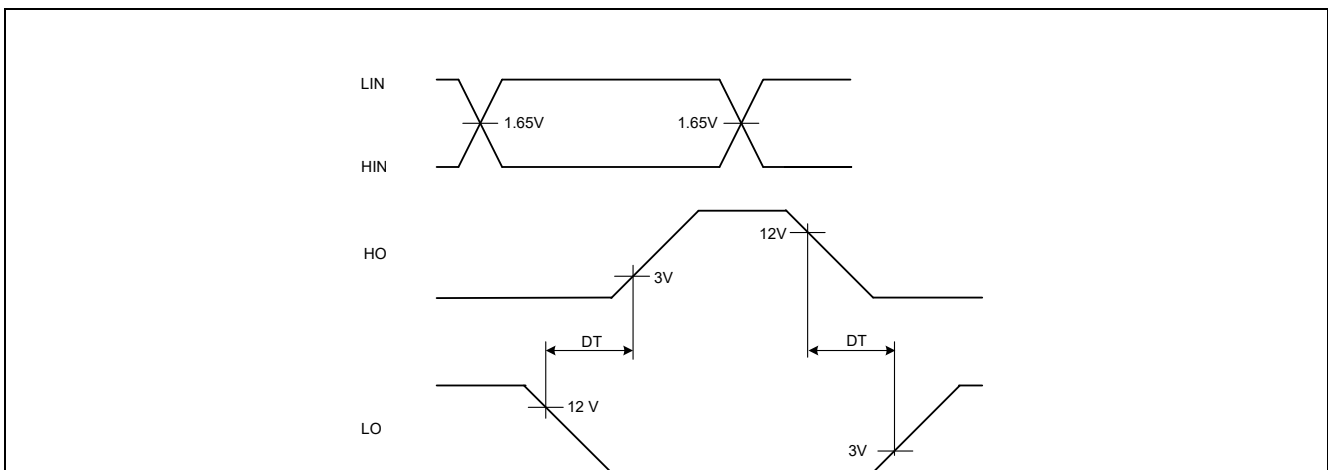 LIN
1.65V 1.65V
HIN
12V
HO
3V
DT DT
12 V
LO
3V